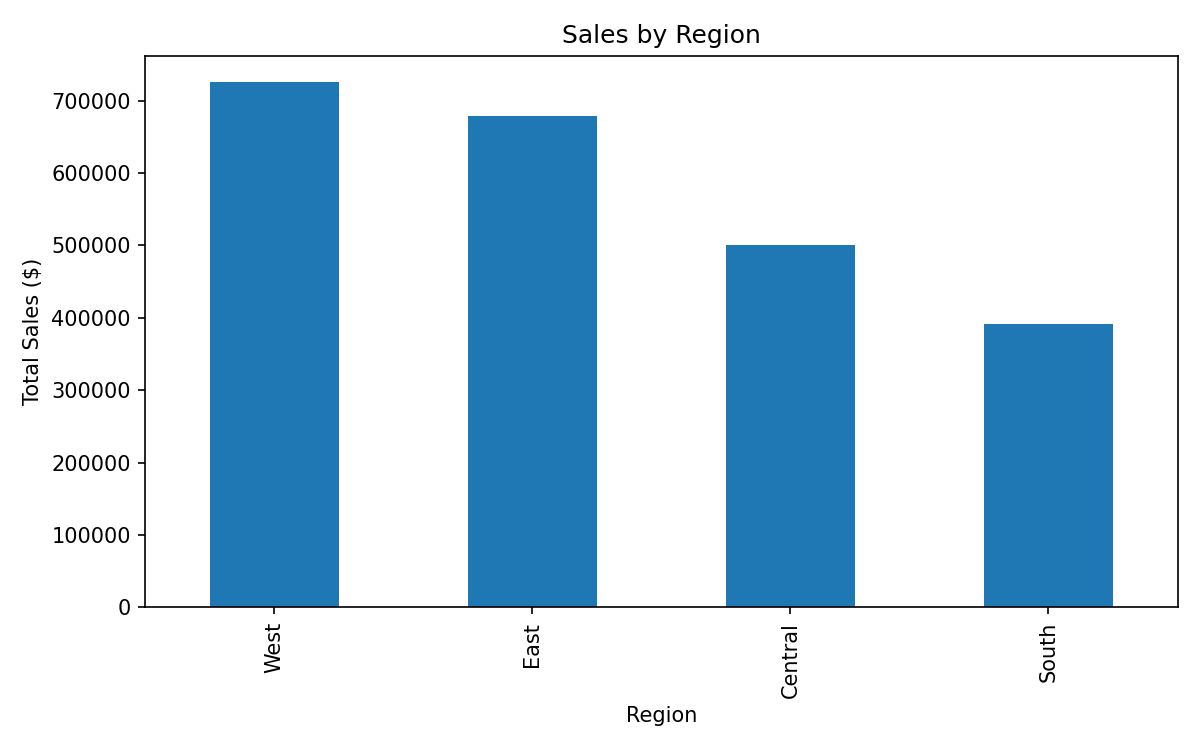 Sales by Region
Total Sales ($)
700000
600000
500000
400000
300000
200000
100000
0
West
East
Central
South
Region